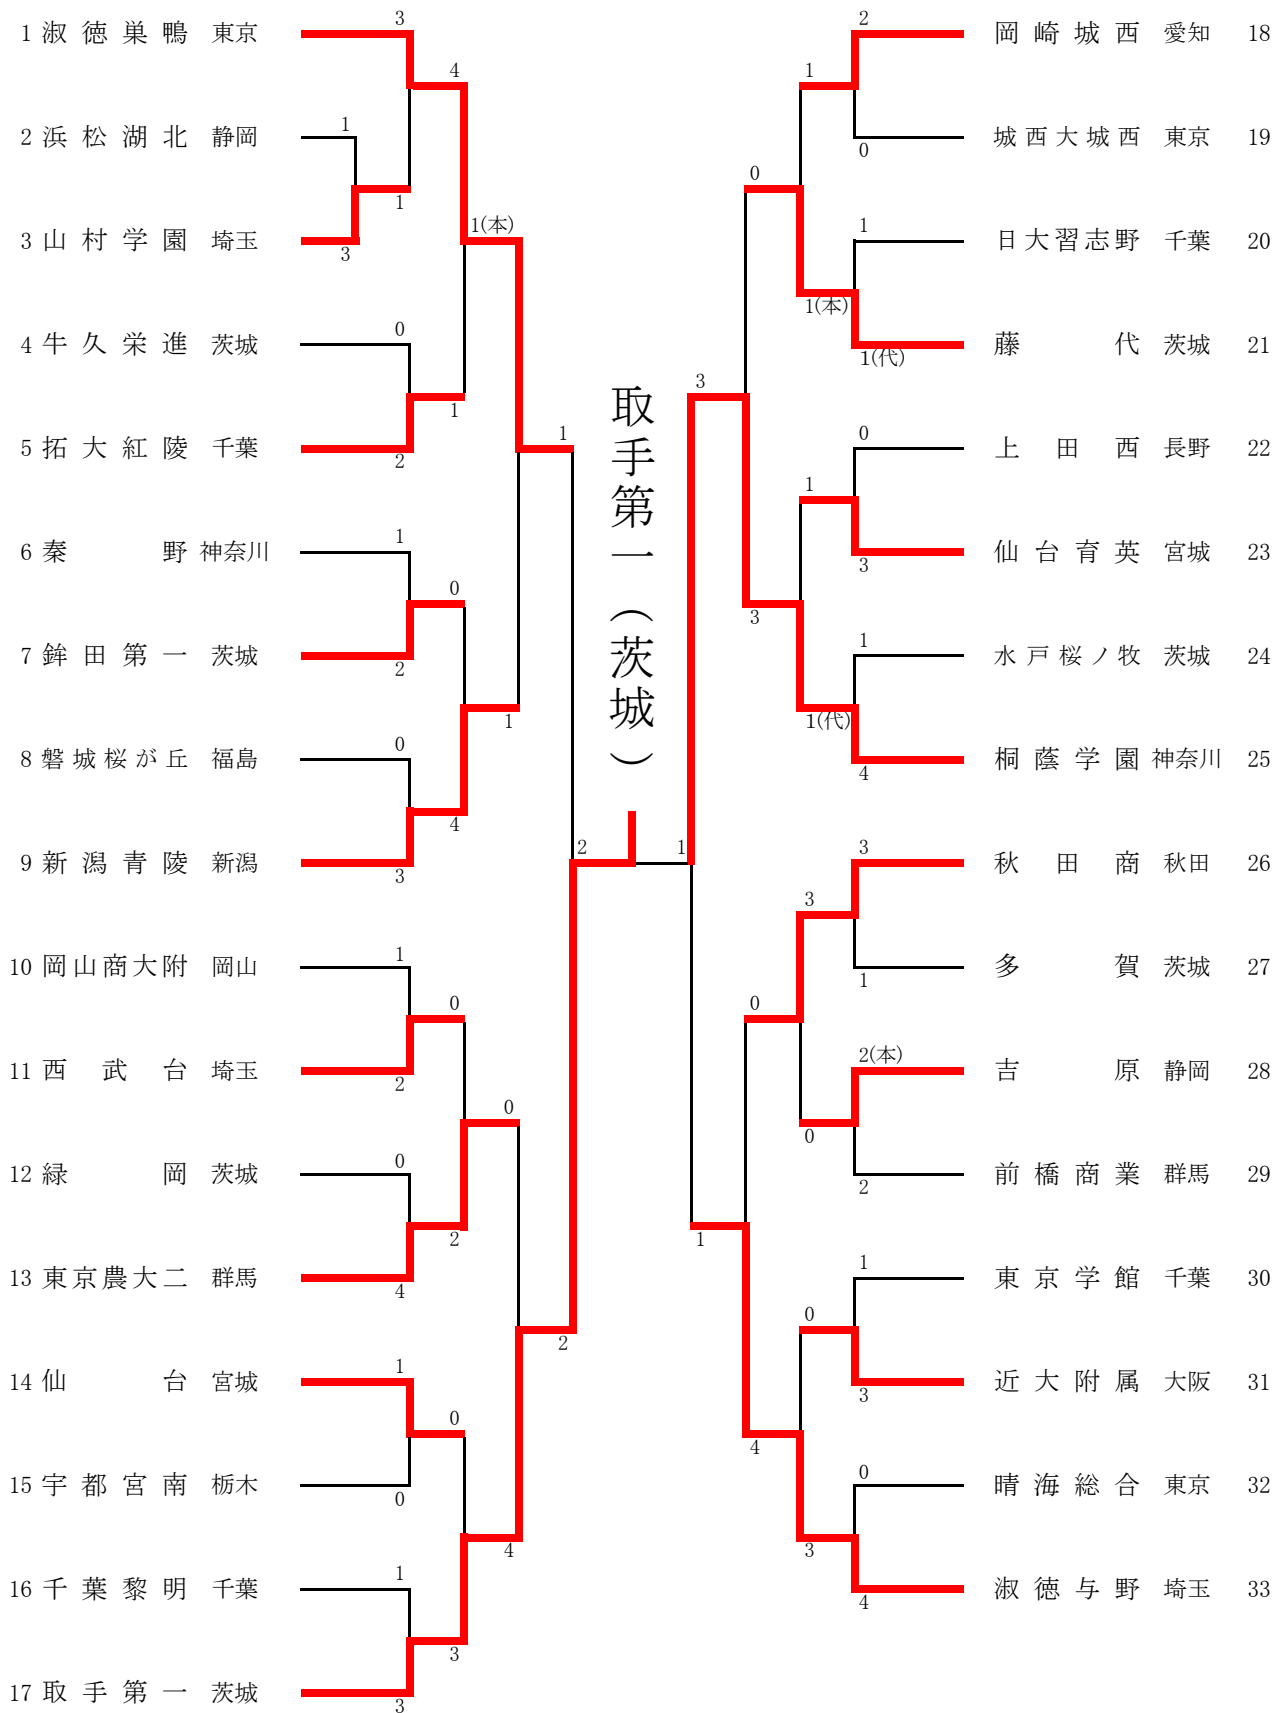 1 淑徳巣鴨 東京
3
4
2 浜松湖北 静岡
1
1
3 山村学園 埼玉
3
1(本)
4 牛久栄進 茨城
0
1
5 拓大紅陵 千葉
2
1
6 秦野 神奈川
1
0
7 鉾田第一 茨城
2
1
8 磐城桜が丘 福島
0
4
9 新潟青陵 新潟
3
2
10 岡山商大附 岡山
1
0
11 西武台 埼玉
2
0
12 緑岡 茨城
0
2
13 東京農大二 群馬
4
2
14 仙台 宮城
1
0
15 宇都宮南 栃木
0
4
16 千葉黎明 千葉
1
3
17 取手第一 茨城
3
取手第一（茨城）
2
岡崎城西 愛知 18
1
0
城西大城西 東京 19
0
1
日大習志野 千葉 20
1(本)
1(代)
藤代 茨城 21
3
0
上田西 長野 22
1
3
仙台育英 宮城 23
3
1
水戸桜ノ牧 茨城 24
1(代)
4
桐蔭学園 神奈川 25
1
3
秋田商 秋田 26
3
1
多賀 茨城 27
0
2(本)
吉原 静岡 28
0
2
前橋商業 群馬 29
1
1
東京学館 千葉 30
0
3
近大附属 大阪 31
4
0
晴海総合 東京 32
3
4
淑徳与野 埼玉 33